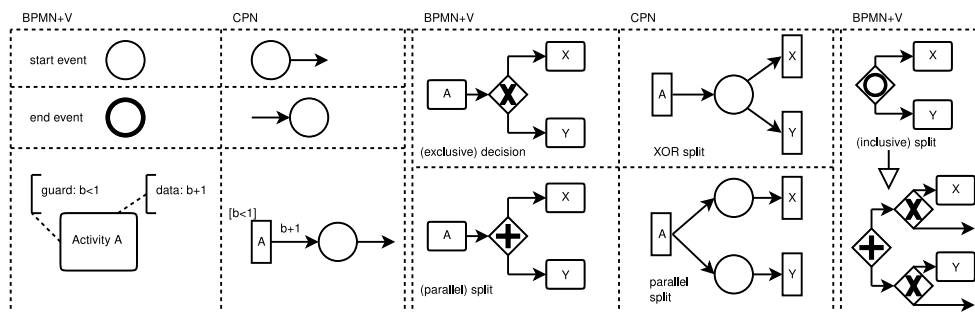 BPMN+V
CPN
BPMN+V
CPN
BPMN+V
start event
end event
guard: b<1
data: b+1
Activity A
[b<1]
A
b+1
A
X
X
Y
(exclusive) decision
A
X
Y
XOR split
A
X
+
Y
(parallel) split
A
X
Y
parallel
split
X
Y
(inclusive) split
X
X
+
Y
X